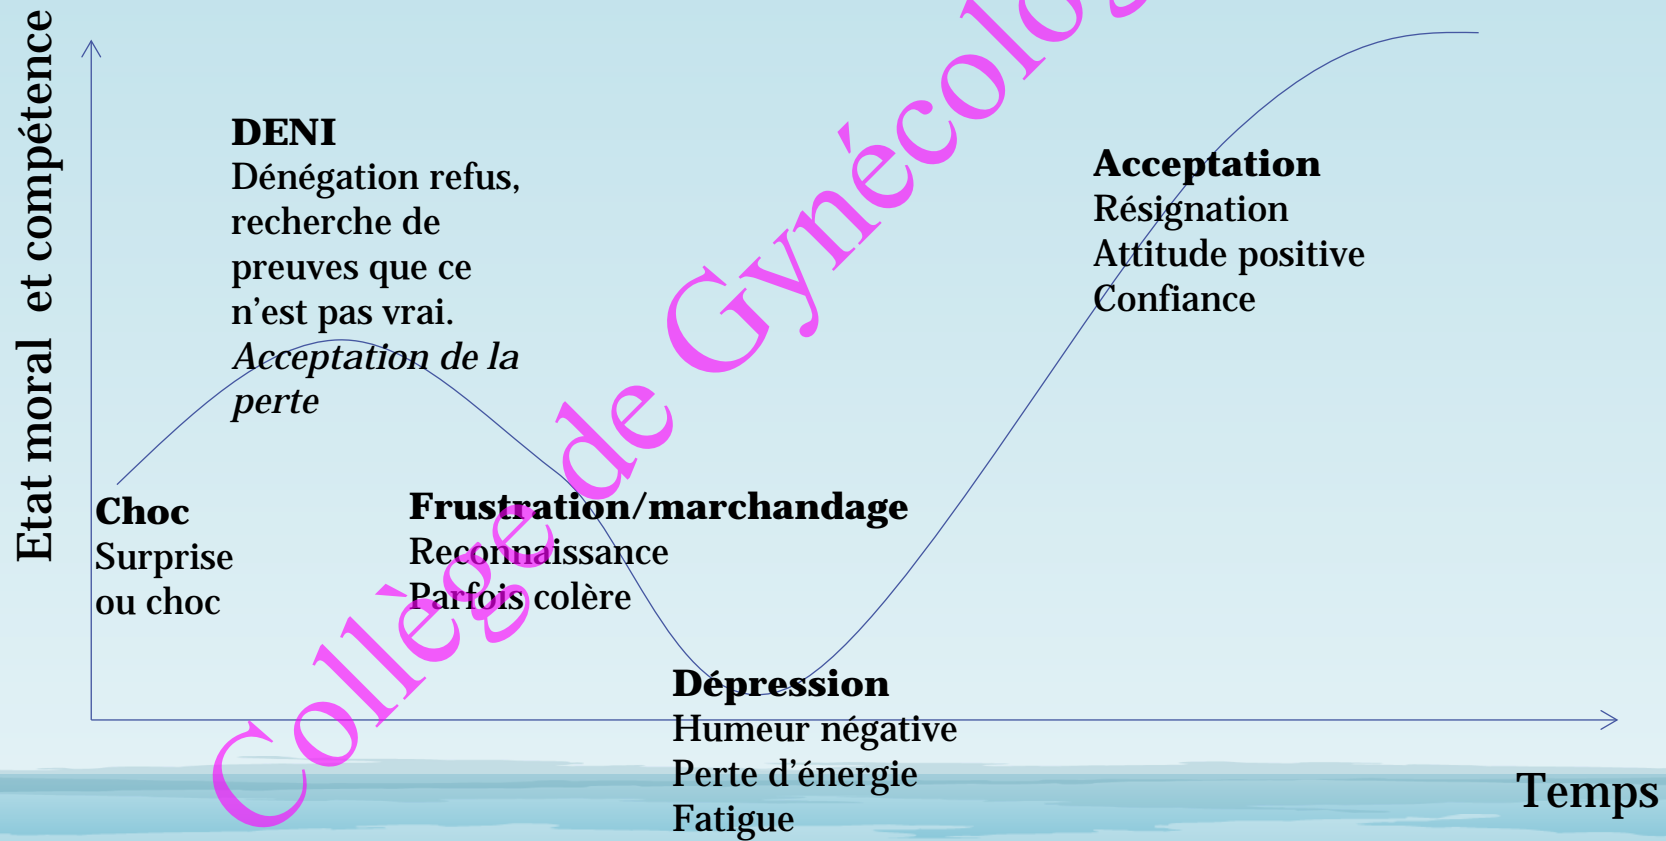 Etat moral et compétence
DENI
Dénégation refus,
recherche de
preuves que ce
n'est pas vrai.
Acceptation de la
perte
Choc
Surprise
ou choc
Frustration/marchandage
Reconnaissance
Parfois colère
Dépression
Humeur négative
Perte d'énergie
Fatigue
Acceptation
Résignation
Attitude positive
Confiance
Temps
Collège de Gynécolog